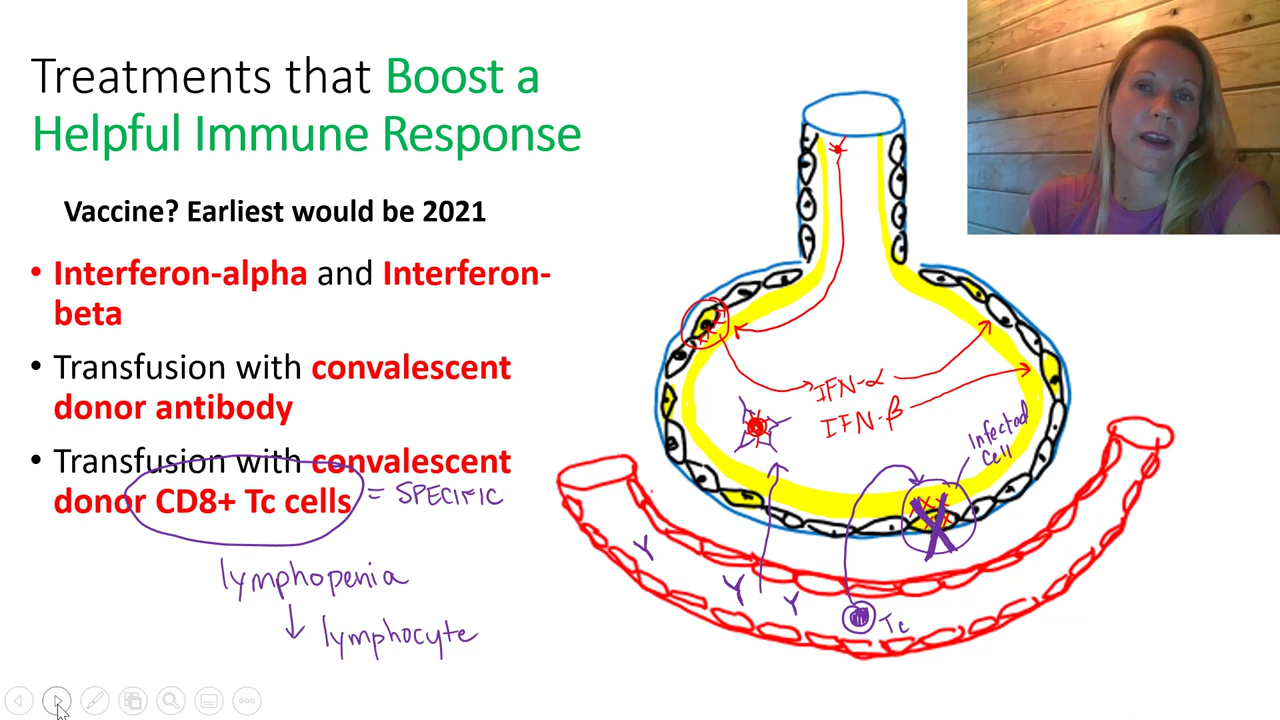 Treatments that Boost a
Helpful Immune Response
Vaccine? Earliest would be 2021
• Interferon-alpha and Interferon-
beta
• Transfusion with convalescent
donor antibody
• Transfusion with convalescent
donor CD8+ Tc cells
= SPECIFIC
lymphopenia
↓ lymphocyte
IFN-α
IFN-β
infected
cell
Tc